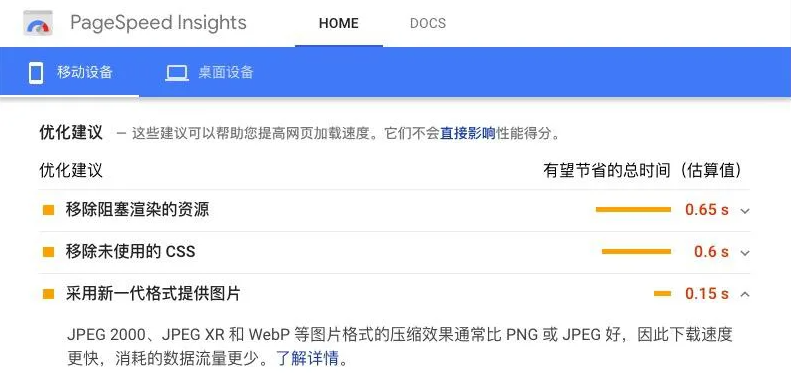 PageSpeed Insights HOME DOCS
移动设备 桌面设备
优化建议 — 这些建议可以帮助您提高网页加载速度。它们不会直接影响性能得分。
优化建议 有望节省的总时间（估算值）
移除阻塞渲染的资源 0.65 s
移除未使用的 CSS 0.6 s
采用新一代格式提供图片 0.15 s
JPEG 2000、JPEG XR 和 WebP 等图片格式的压缩效果通常比 PNG 或 JPEG 好，因此下载速度
更快，消耗的数据流量更少。了解详情。